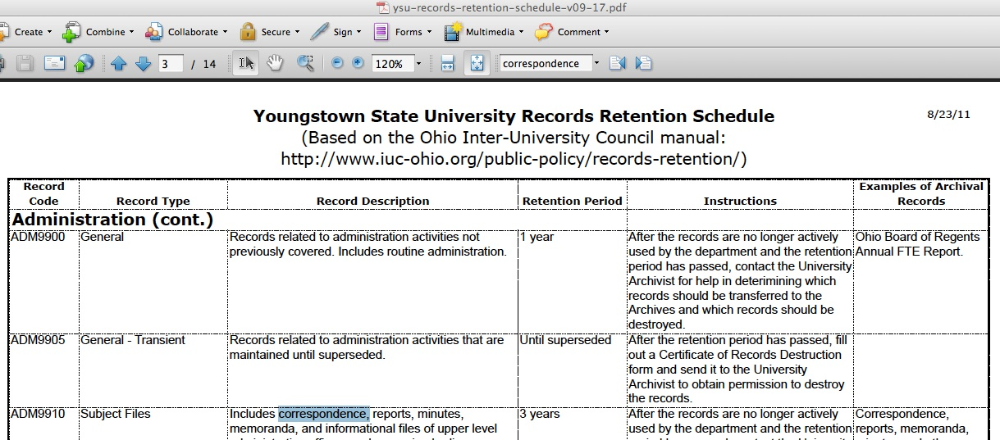 ysu-records-retention-schedule-v09-17.pdf
Create Combine Collaborate Secure Sign Forms Multimedia Comment
3 / 14 120% correspondence
Youngstown State University Records Retention Schedule
8/23/11
(Based on the Ohio Inter-University Council manual:
http://www.iuc-ohio.org/public-policy/records-retention/)
Record Code Record Type Record Description Retention Period Instructions Examples of Archival Records
Administration (cont.)
ADM9900 General
Records related to administration activities not
previously covered. Includes routine administration.
1 year
After the records are no longer actively
used by the department and the retention
period has passed, contact the University
Archivist for help in deterimining which
records should be transferred to the
Archives and which records should be
destroyed.
Ohio Board of Regents
Annual FTE Report.
ADM9905 General - Transient
Records related to administration activities that are
maintained until superseded.
Until superseded
After the retention period has passed, fill
out a Certificate of Records Destruction
form and send it to the University
Archivist to obtain permission to destroy
the records.
ADM9910 Subject Files
Includes correspondence, reports, minutes,
memoranda, and informational files of upper level
3 years
After the records are no longer actively
used by the department and the retention
Correspondence,
reports, memoranda,